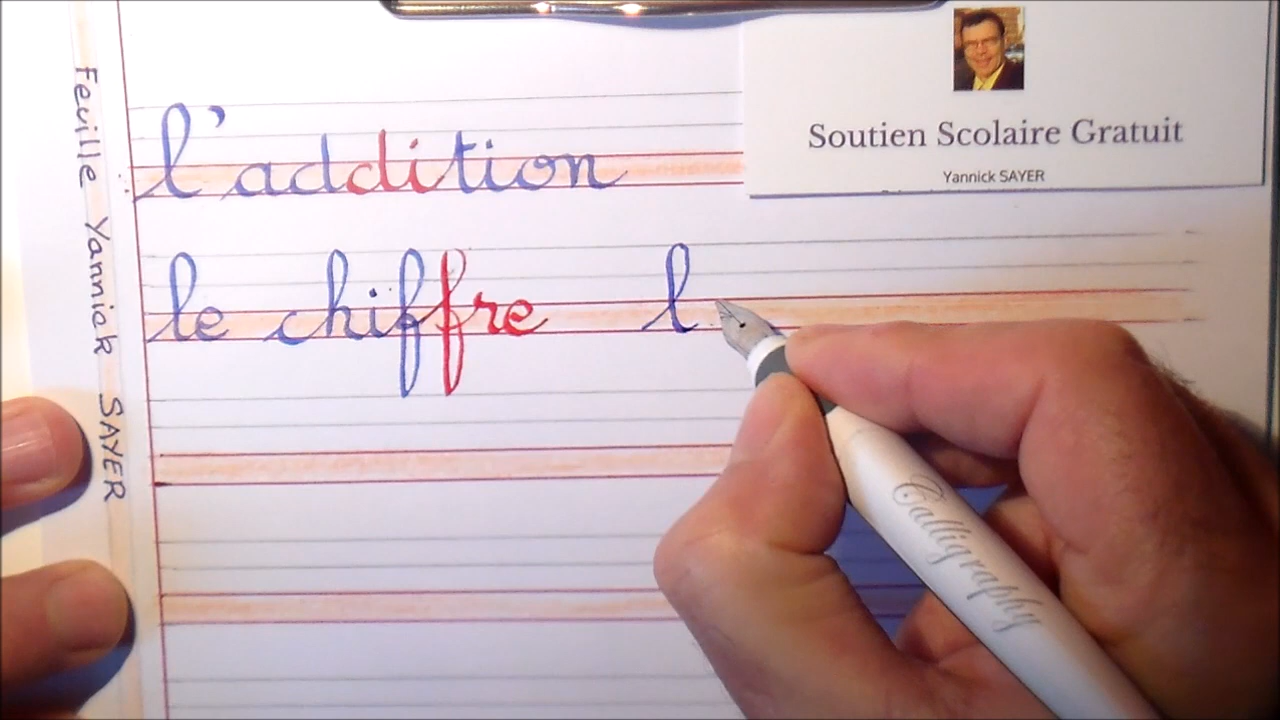 Soutien Scolaire Gratuit
Yannick SAYER
l'addition
le chiffre l
Feuille Yannick SAYER
Calligraphy